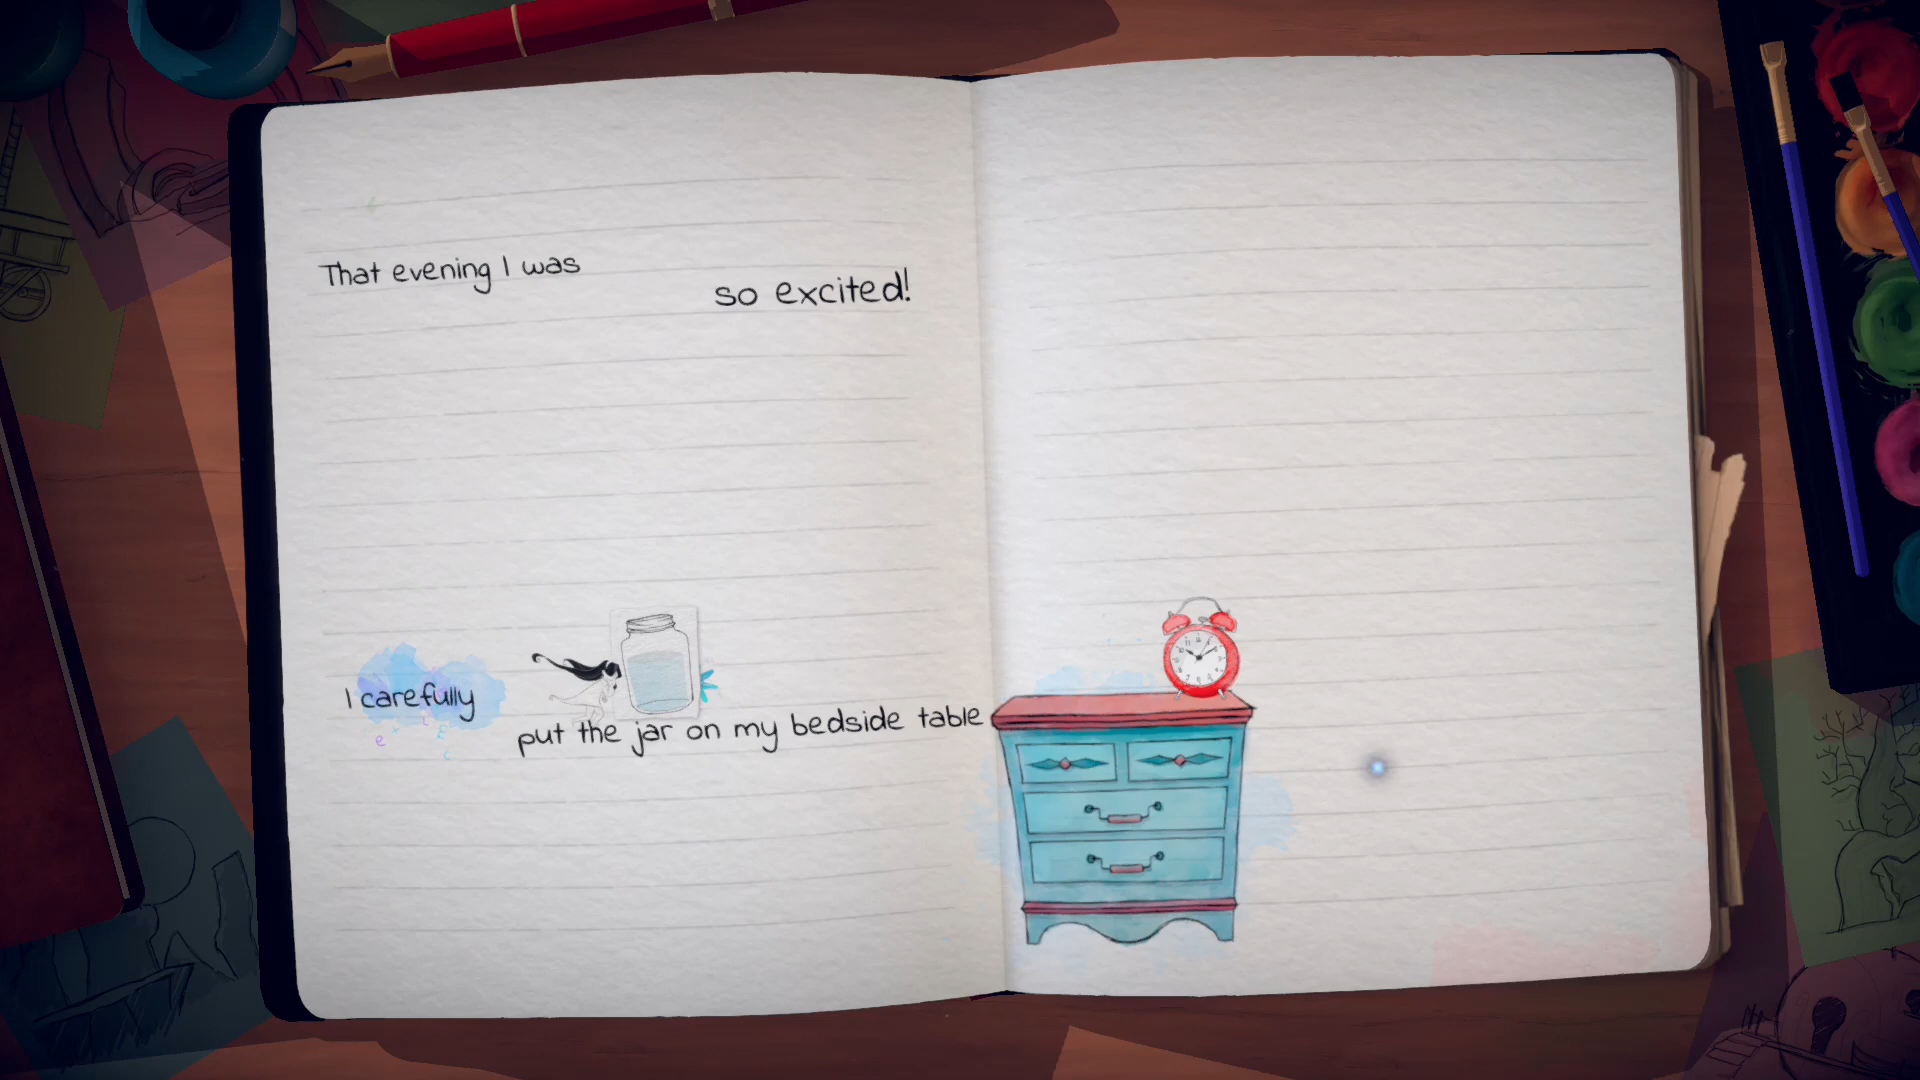 That evening I was
so excited!
I carefully
put the jar on my bedside table